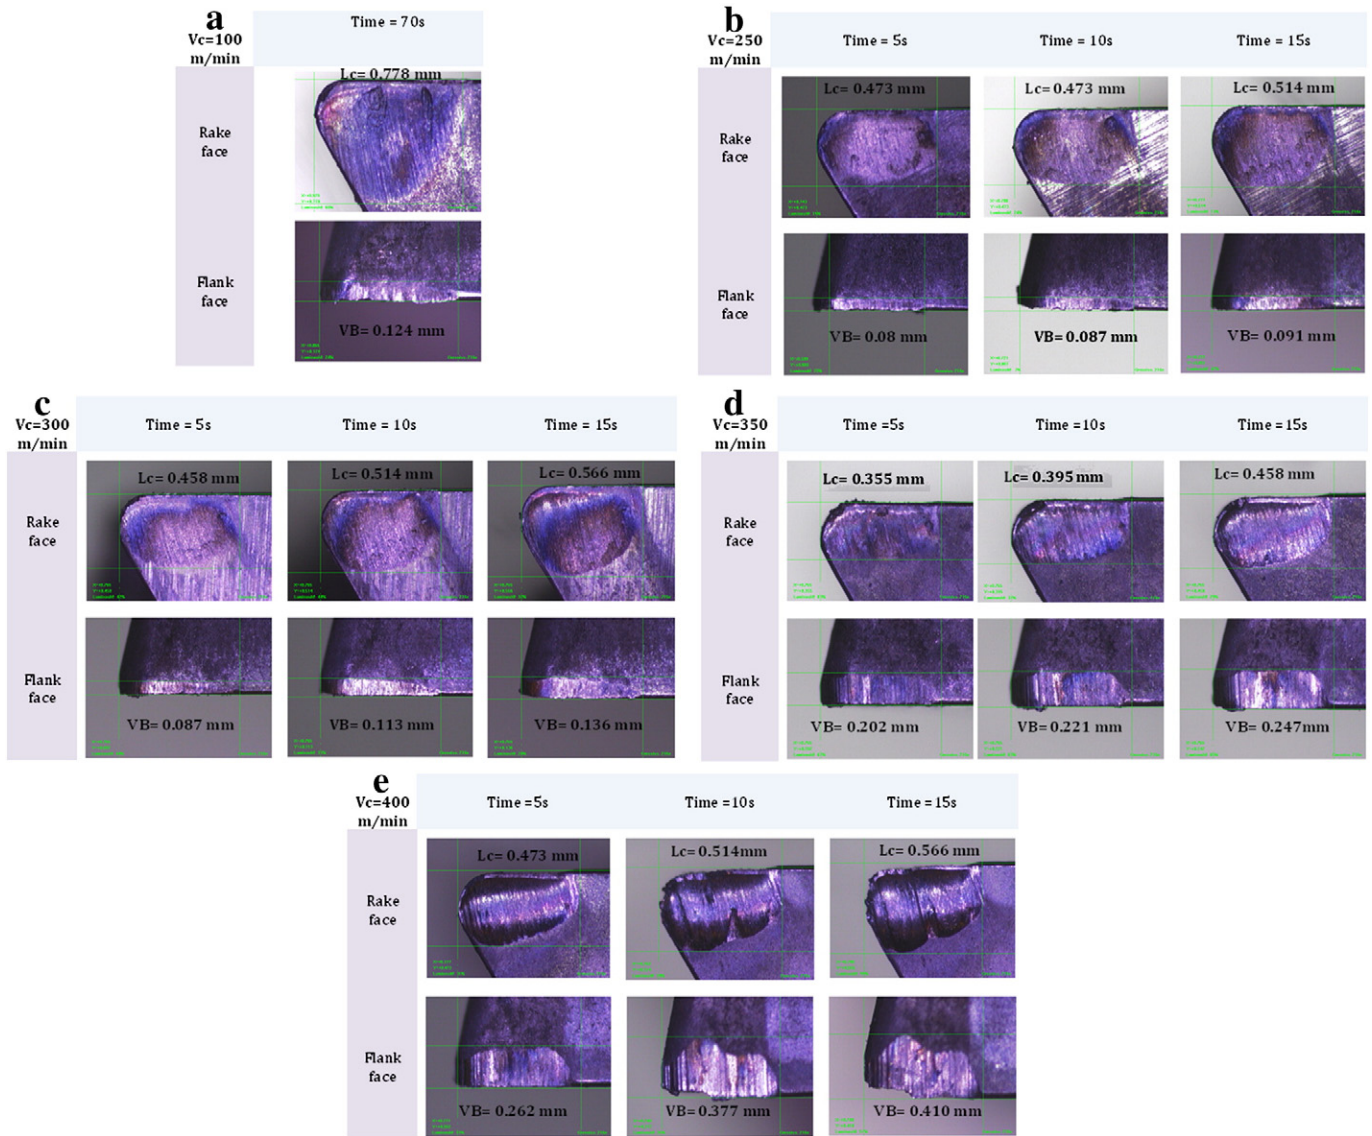 a
Vc=100
m/min
Time = 70s
Rake
face
Lc= 0.778 mm
Flank
face
VB= 0.124 mm
b
Vc=250
m/min
Time = 5s
Time = 10s
Time = 15s
Rake
face
Lc= 0.473 mm
Lc= 0.473 mm
Lc= 0.514 mm
Flank
face
VB= 0.08 mm
VB= 0.087 mm
VB= 0.091 mm
c
Vc=300
m/min
Time = 5s
Time = 10s
Time = 15s
Rake
face
Lc= 0.458 mm
Lc= 0.514 mm
Lc= 0.566 mm
Flank
face
VB= 0.087 mm
VB= 0.113 mm
VB= 0.136 mm
d
Vc=350
m/min
Time =5s
Time =10s
Time = 15s
Rake
face
Lc= 0.355 mm
Lc= 0.395 mm
Lc= 0.458 mm
Flank
face
VB= 0.202 mm
VB= 0.221 mm
VB= 0.247mm
e
Vc=400
m/min
Time =5s
Time =10s
Time = 15s
Rake
face
Lc= 0.473 mm
Lc= 0.514mm
Lc= 0.566 mm
Flank
face
VB= 0.262 mm
VB= 0.377 mm
VB= 0.410 mm